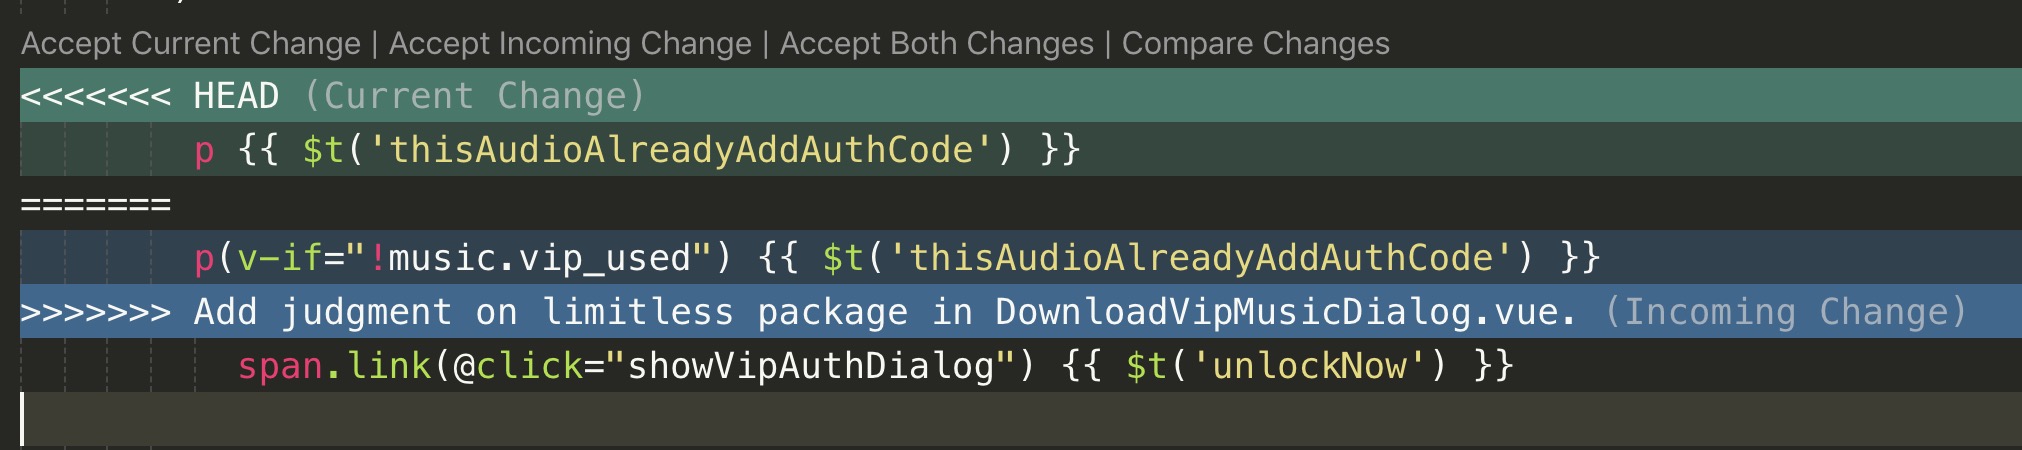 Accept Current Change | Accept Incoming Change | Accept Both Changes | Compare Changes
<<<<<<< HEAD (Current Change)
p {{ $t('thisAudioAlreadyAddAuthCode') }}
=======
p(v-if="!music.vip_used") {{ $t('thisAudioAlreadyAddAuthCode') }}
>>>>>>> Add judgment on limitless package in DownloadVipMusicDialog.vue. (Incoming Change)
span.link(@click="showVipAuthDialog") {{ $t('unlockNow') }}